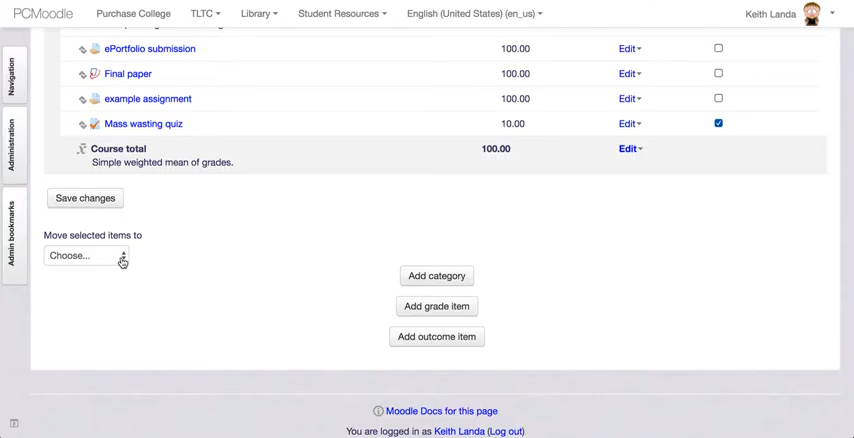 PCMoodle Purchase College TLTC Library Student Resources English (United States) (en_us) Keith Landa
ePortfolio submission 100.00 Edit
Final paper 100.00 Edit
example assignment 100.00 Edit
Mass wasting quiz 10.00 Edit
Course total 100.00 Edit
Simple weighted mean of grades.
Save changes
Move selected items to
Choose...
Add category
Add grade item
Add outcome item
Moodle Docs for this page
You are logged in as Keith Landa (Log out)
Navigation
Administration
Admin bookmarks